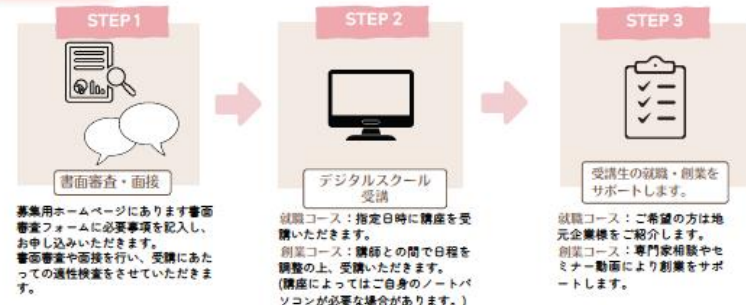 STEP 1
書面審査・面接
募集用ホームページにあります書面
審査フォームに必要事項を記入し、
お申し込みいただきます。
書面審査や面接を行い、受講にあた
っての適性検査をさせていただきま
す。
STEP 2
デジタルスクール
受講
就職コース：指定日時に講座を受
講いただきます。
創業コース：講師との間で日程を
調整の上、受講いただきます。
(講座によってはご自身のノートパ
ソコンが必要な場合があります。)
STEP 3
受講生の就職・創業を
サポートします。
就職コース：ご希望の方は地
元企業様をご紹介します。
創業コース：専門家相談やセ
ミナー動画により創業をサポ
ートします。